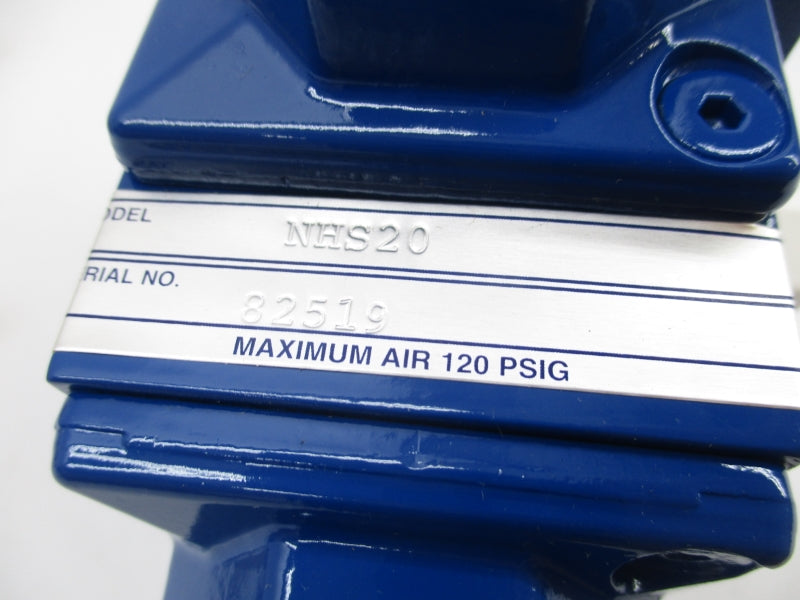 ODEL NHS20
RIAL NO. 82519
MAXIMUM AIR 120 PSIG